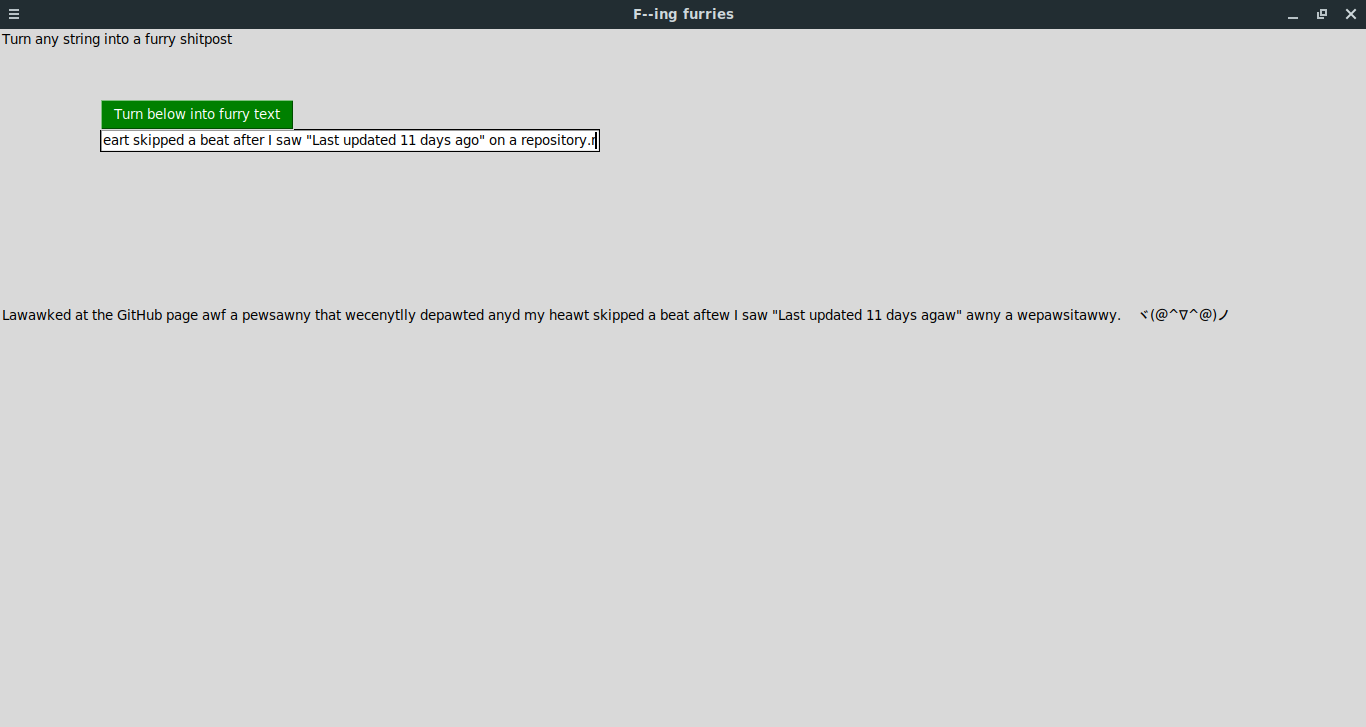 F--ing furries
Turn any string into a furry shitpost
Turn below into furry text
eart skipped a beat after I saw "Last updated 11 days ago" on a repository.r
Lawawked at the GitHub page awf a pewsawny that wecenytlly depawted anyd my heawt skipped a beat aftew I saw "Last updated 11 days agaw" awny a wepawsitawwy. ヾ(@^∇^@)ノ